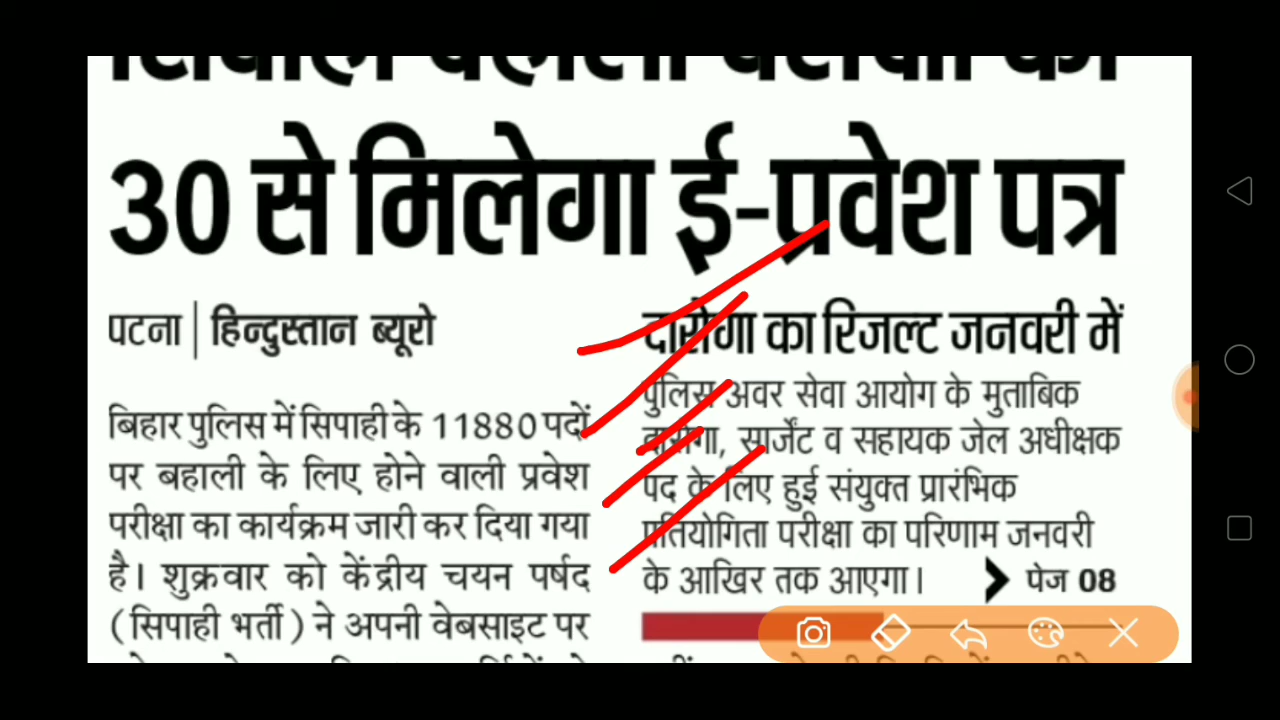 30 से मिलेगा ई-प्रवेश पत्र
पटना | हिन्दुस्तान ब्यूरो
बिहार पुलिस में सिपाही के 11880 पदों
पर बहाली के लिए होने वाली प्रवेश
परीक्षा का कार्यक्रम जारी कर दिया गया
है। शुक्रवार को केंद्रीय चयन पर्षद
(सिपाही भर्ती) ने अपनी वेबसाइट पर
दारोगा का रिजल्ट जनवरी में
पुलिस अवर सेवा आयोग के मुताबिक
दारोगा, सार्जेंट व सहायक जेल अधीक्षक
पद के लिए हुई संयुक्त प्रारंभिक
प्रतियोगिता परीक्षा का परिणाम जनवरी
के आखिर तक आएगा।
पेज 08